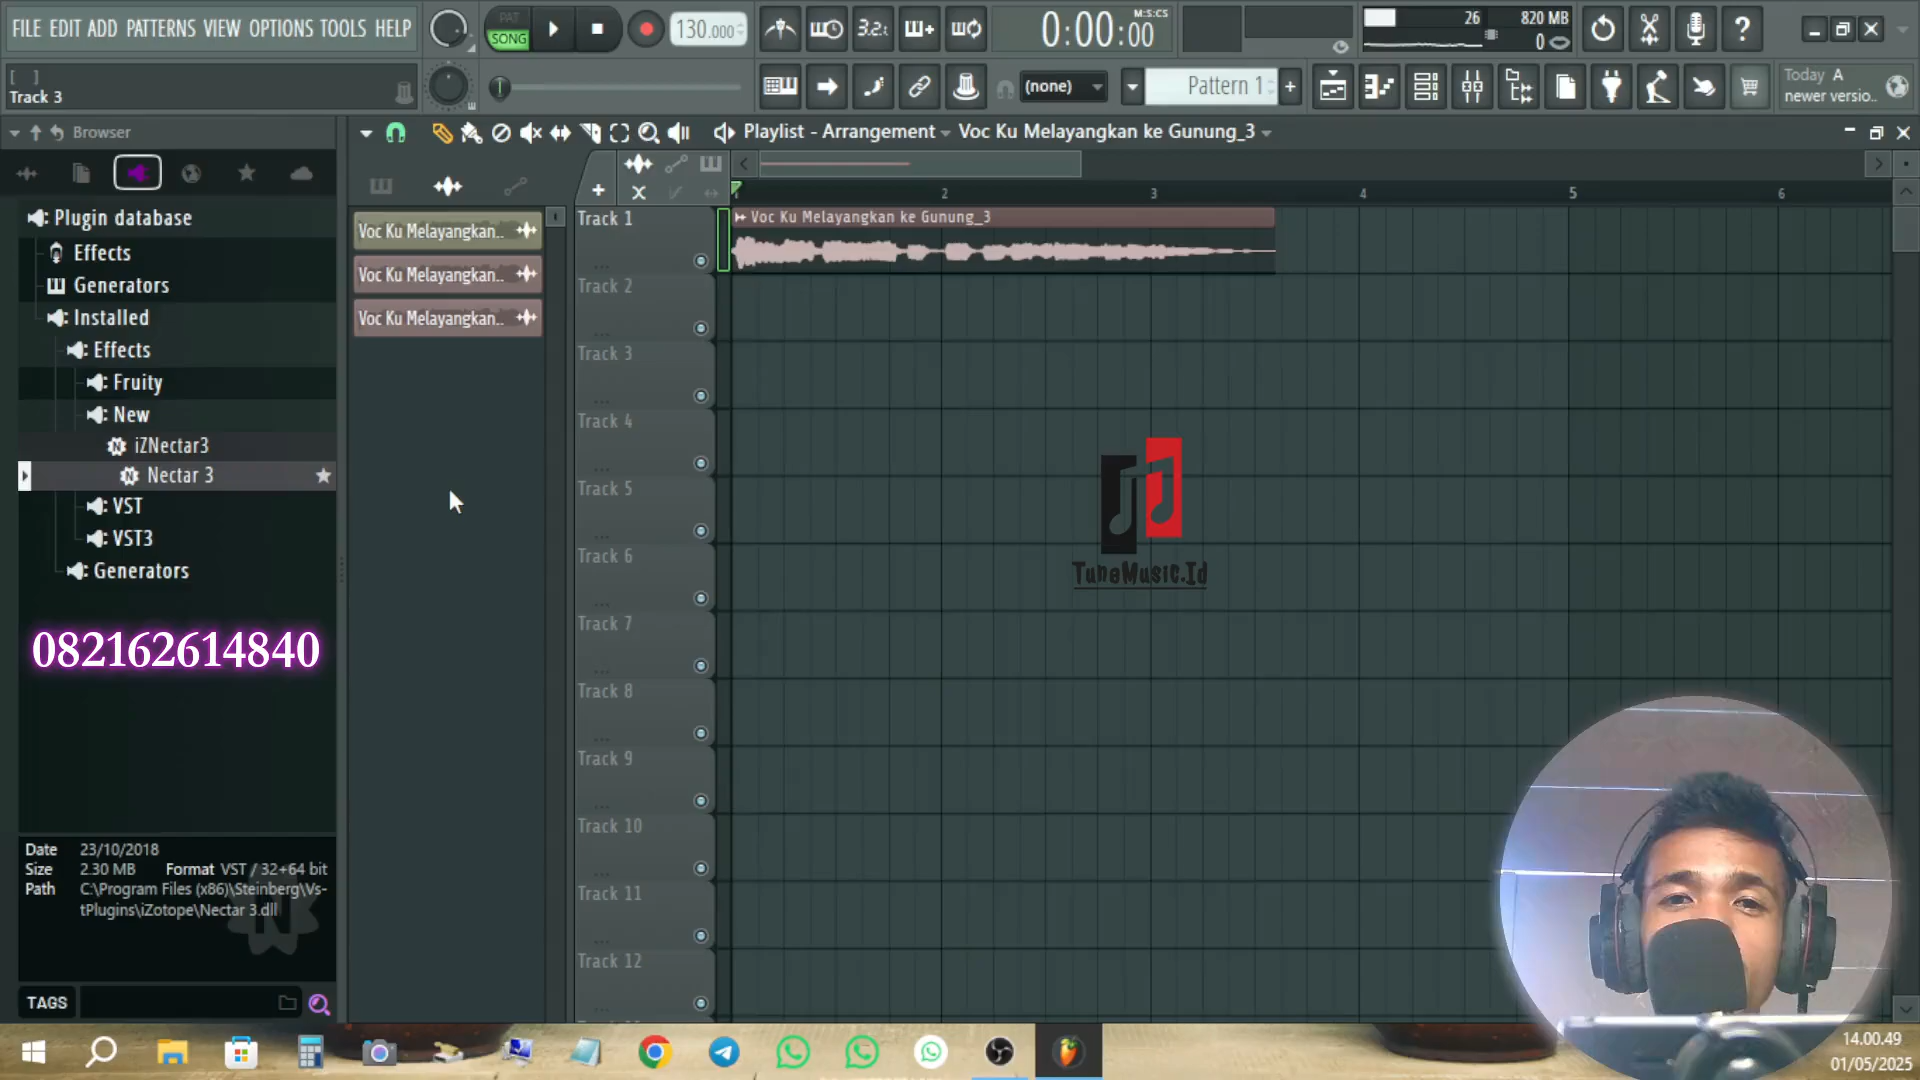 FILE EDIT ADD PATTERNS VIEW OPTIONS TOOLS HELP
PAT
SONG
130.000
3.2.
0:00:00
M:S:CS
26
820 MB
0
[ ]
Track 3
(none)
Pattern 1
Today A
newer versio..
Browser
Playlist - Arrangement
Voc Ku Melayangkan ke Gunung_3
Plugin database
Effects
Generators
Installed
Effects
Fruity
New
iZNectar3
Nectar 3
VST
VST3
Generators
082162614840
Date 23/10/2018
Size 2.30 MB Format VST / 32+64 bit
Path C:\Program Files (x86)\Steinberg\Vs-
tPlugins\iZotope\Nectar 3.dll
TAGS
Voc Ku Melayangkan..
Voc Ku Melayangkan..
Voc Ku Melayangkan..
2 3 4 5 6
Track 1
Voc Ku Melayangkan ke Gunung_3
Track 2
Track 3
Track 4
Track 5
Track 6
Track 7
Track 8
Track 9
Track 10
Track 11
Track 12
TuneMusic.Id
14.00.49
01/05/2025